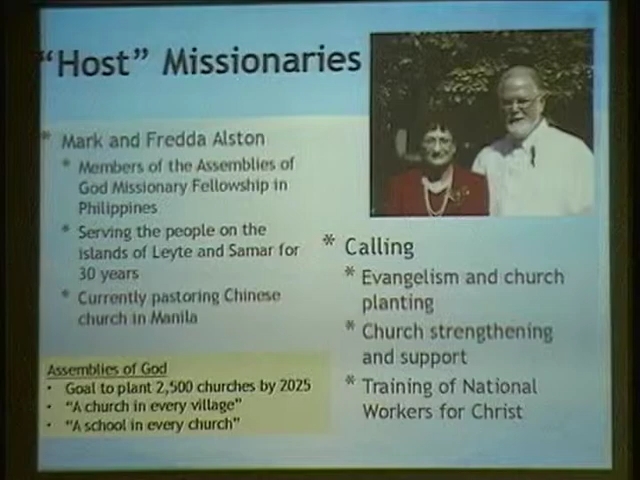 "Host" Missionaries
* Mark and Fredda Alston
* Members of the Assemblies of
God Missionary Fellowship in
Philippines
* Serving the people on the
islands of Leyte and Samar for
30 years
* Currently pastoring Chinese
church in Manila
Assemblies of God
• Goal to plant 2,500 churches by 2025
• "A church in every village"
• "A school in every church"
* Calling
* Evangelism and church
planting
* Church strengthening
and support
* Training of National
Workers for Christ